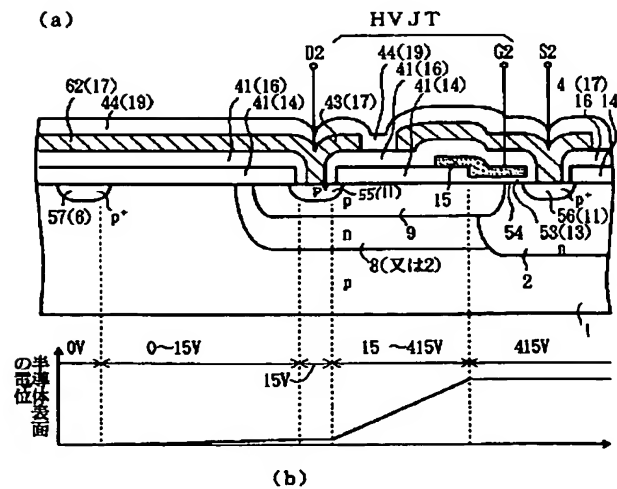 (a)
HVJT
D2
44(19)
41(16)
G2
S2
62(17)
44(19)
41(16)
41(14)
43(17)
41(14)
4 (17)
16
14
57(6)
p+
p
55(11)
p
15
54
53(13)
56(11)
p+
n
9
8(又は2)
p
2
n
1
半導体表面の電位
0V
0~15V
15V
15 ~415V
415V
(b)